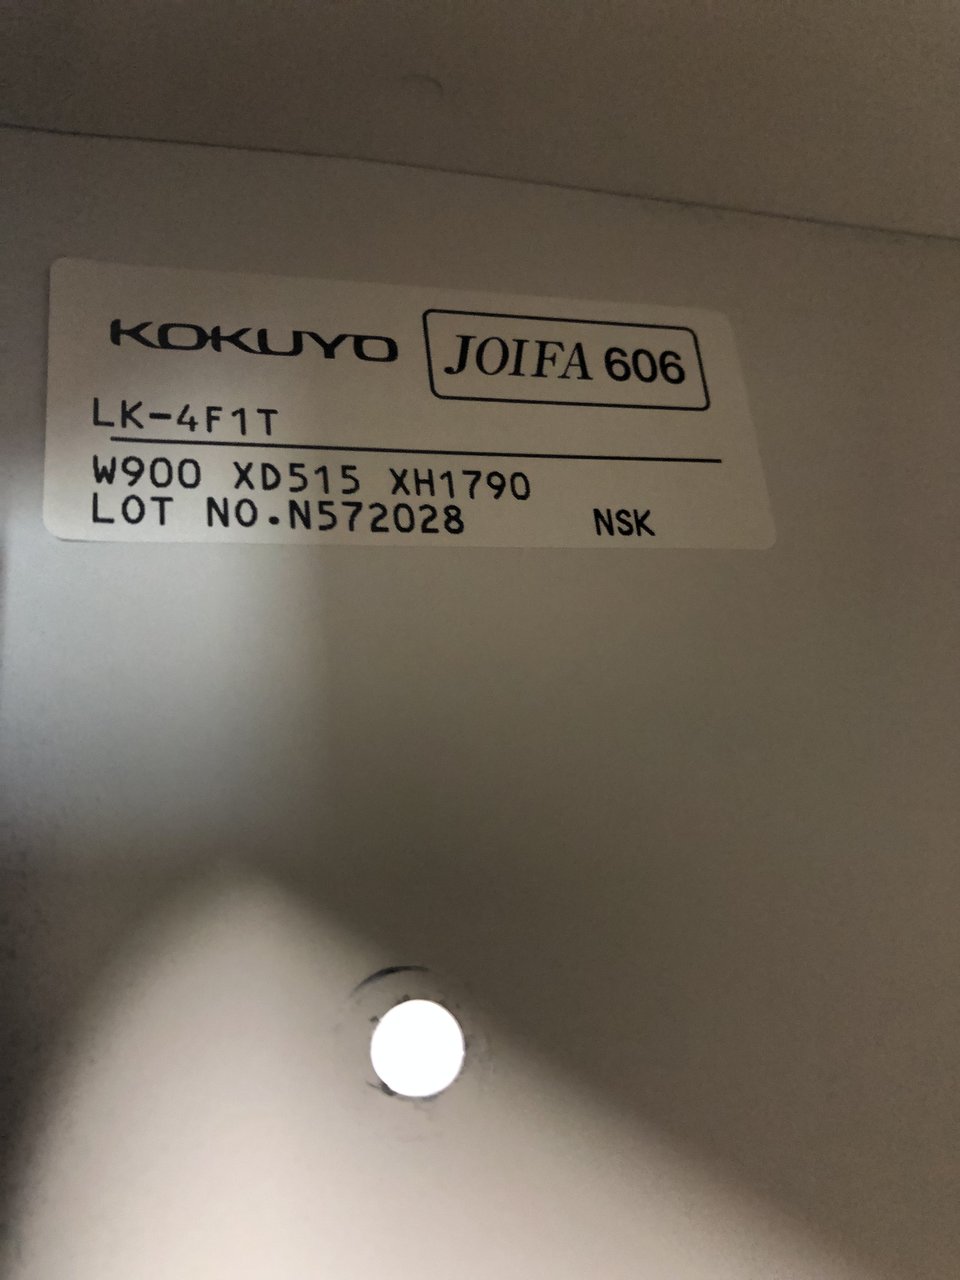 KOKUYO JOIFA 606
LK-4F1T
W900 XD515 XH1790
LOT NO.N572028 NSK